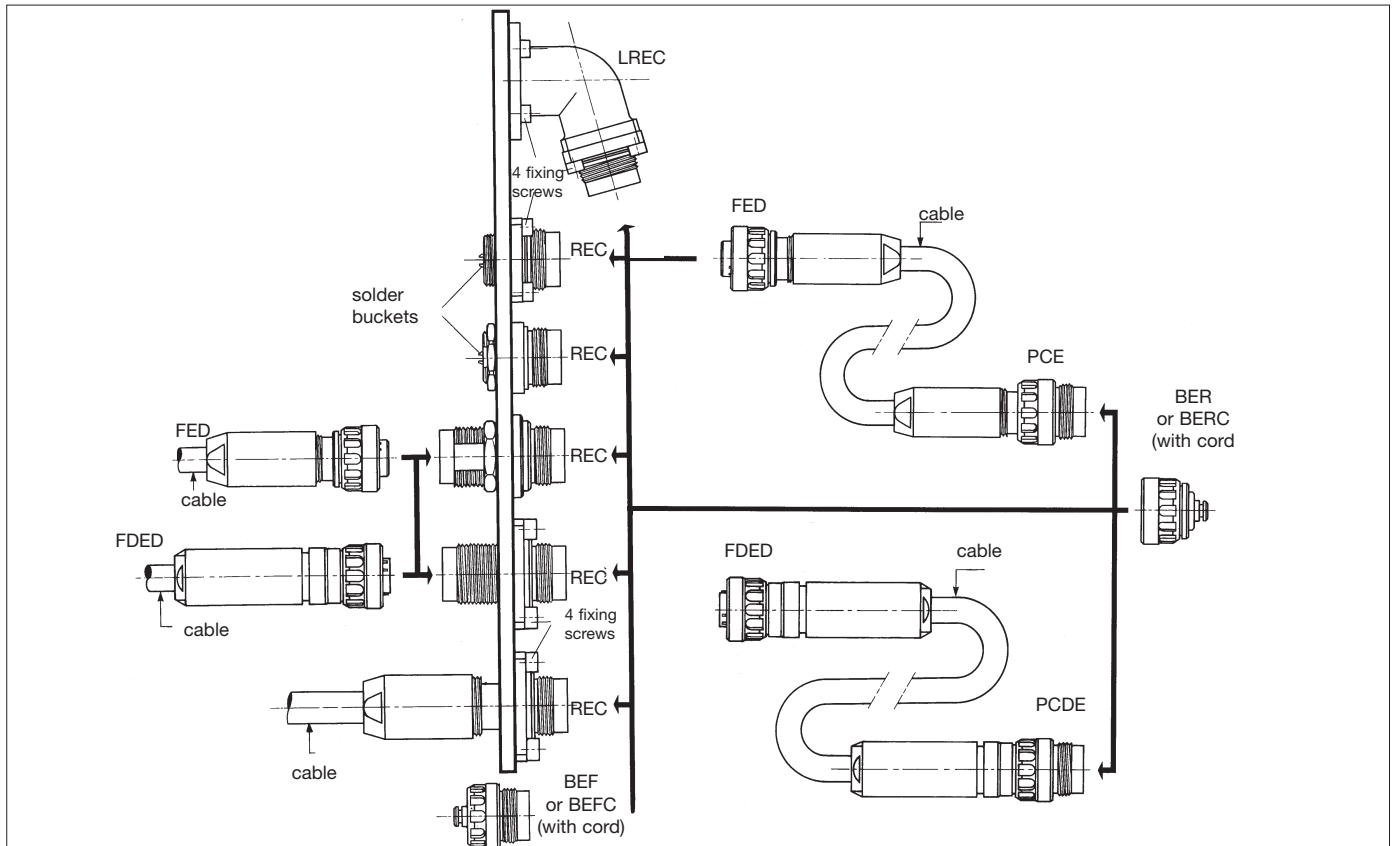 LREC
4 fixing
screws
REC
solder
buckets
REC
FED
cable
REC
FDED
cable
REC
4 fixing
screws
REC
cable
BEF
or BEFC
(with cord)
FED
cable
PCE
BER
or BERC
(with cord
FDED
cable
PCDE